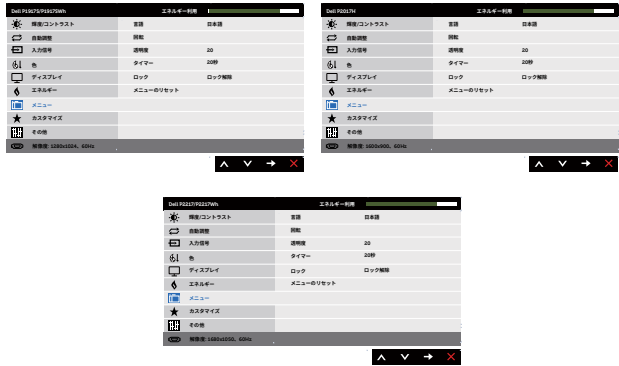 Dell P1917S/P1917SWh エネルギー利用
輝度/コントラスト 言語 日本語
自動調整 回転
入力信号 透明度 20
色 タイマー 20秒
ディスプレイ ロック ロック解除
エネルギー メニューのリセット
メニュー
カスタマイズ
その他
解像度: 1280x1024、60Hz
Dell P2017H エネルギー利用
輝度/コントラスト 言語 日本語
自動調整 回転
入力信号 透明度 20
色 タイマー 20秒
ディスプレイ ロック ロック解除
エネルギー メニューのリセット
メニュー
カスタマイズ
その他
解像度: 1600x900、60Hz
Dell P2217/P2217Wh エネルギー利用
輝度/コントラスト 言語 日本語
自動調整 回転
入力信号 透明度 20
色 タイマー 20秒
ディスプレイ ロック ロック解除
エネルギー メニューのリセット
メニュー
カスタマイズ
その他
解像度: 1680x1050、60Hz